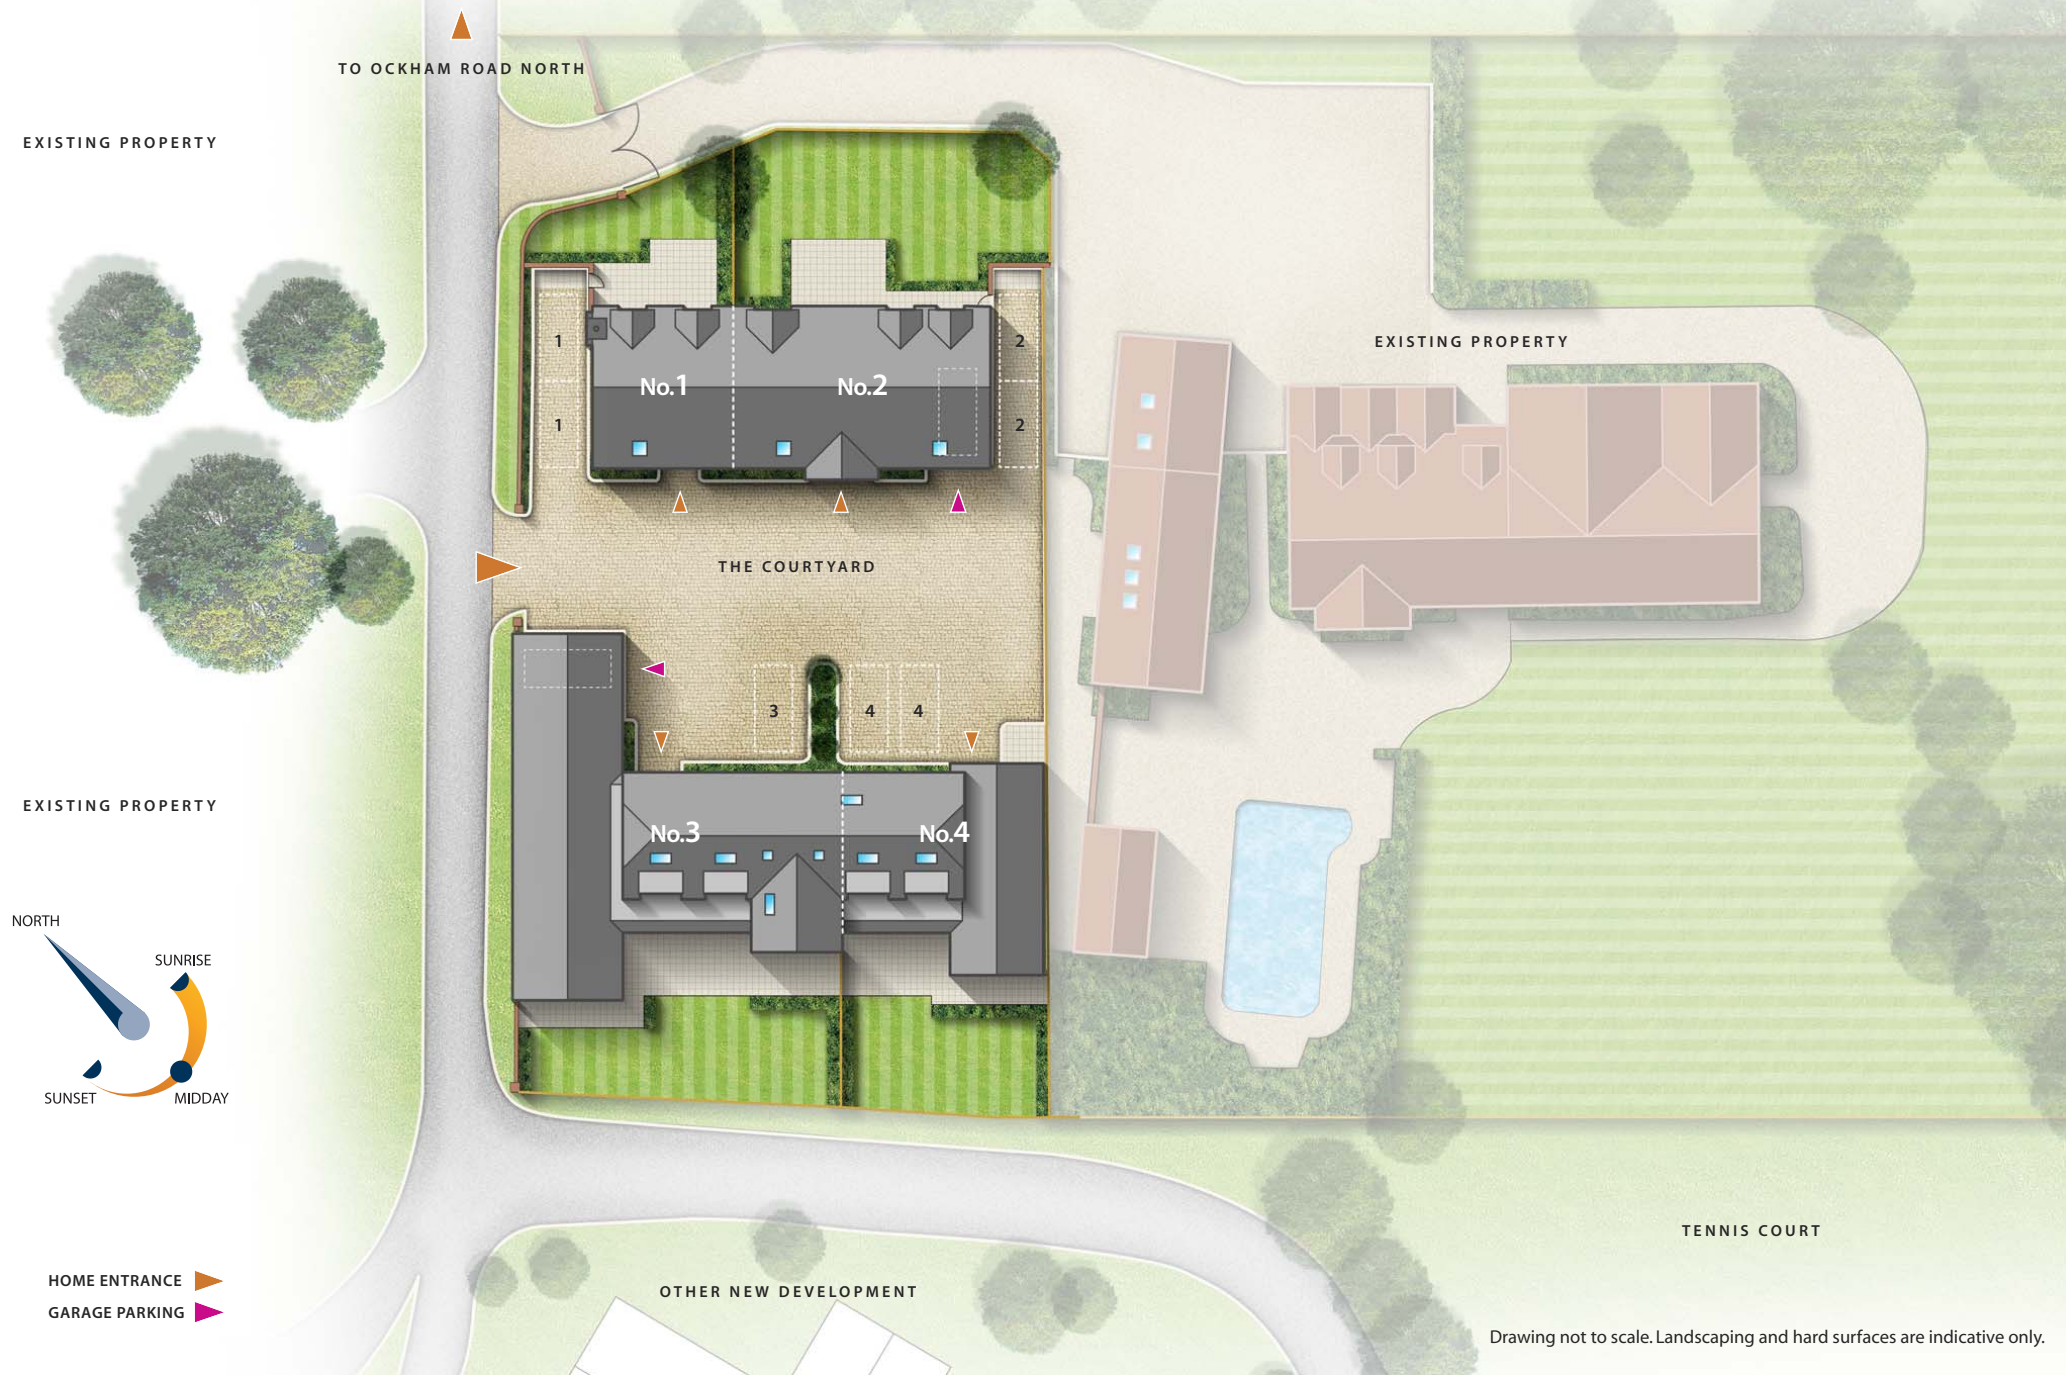 TO OCKHAM ROAD NORTH
EXISTING PROPERTY
1
2
EXISTING PROPERTY
No.1
No.2
1
2
THE COURTYARD
3
4
4
EXISTING PROPERTY
No.3
No.4
NORTH
SUNRISE
SUNSET
MIDDAY
TENNIS COURT
HOME ENTRANCE
OTHER NEW DEVELOPMENT
GARAGE PARKING
Drawing not to scale. Landscaping and hard surfaces are indicative only.